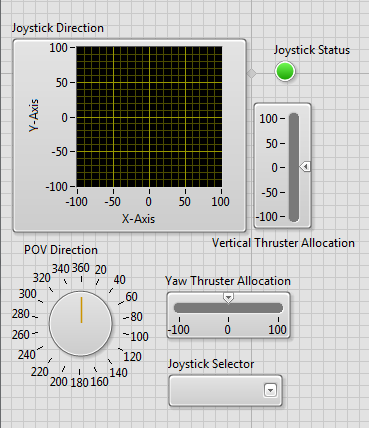 Joystick Direction
Joystick Status
100
50
0
-50
-100
Y-Axis
-100 -50 0 50 100
X-Axis
100
50
0
-50
-100
Vertical Thruster Allocation
POV Direction
340 360 20
320 40
300 60
280 80
260 100
240 120
220 140
200 180 160
Yaw Thruster Allocation
-100 0 100
Joystick Selector